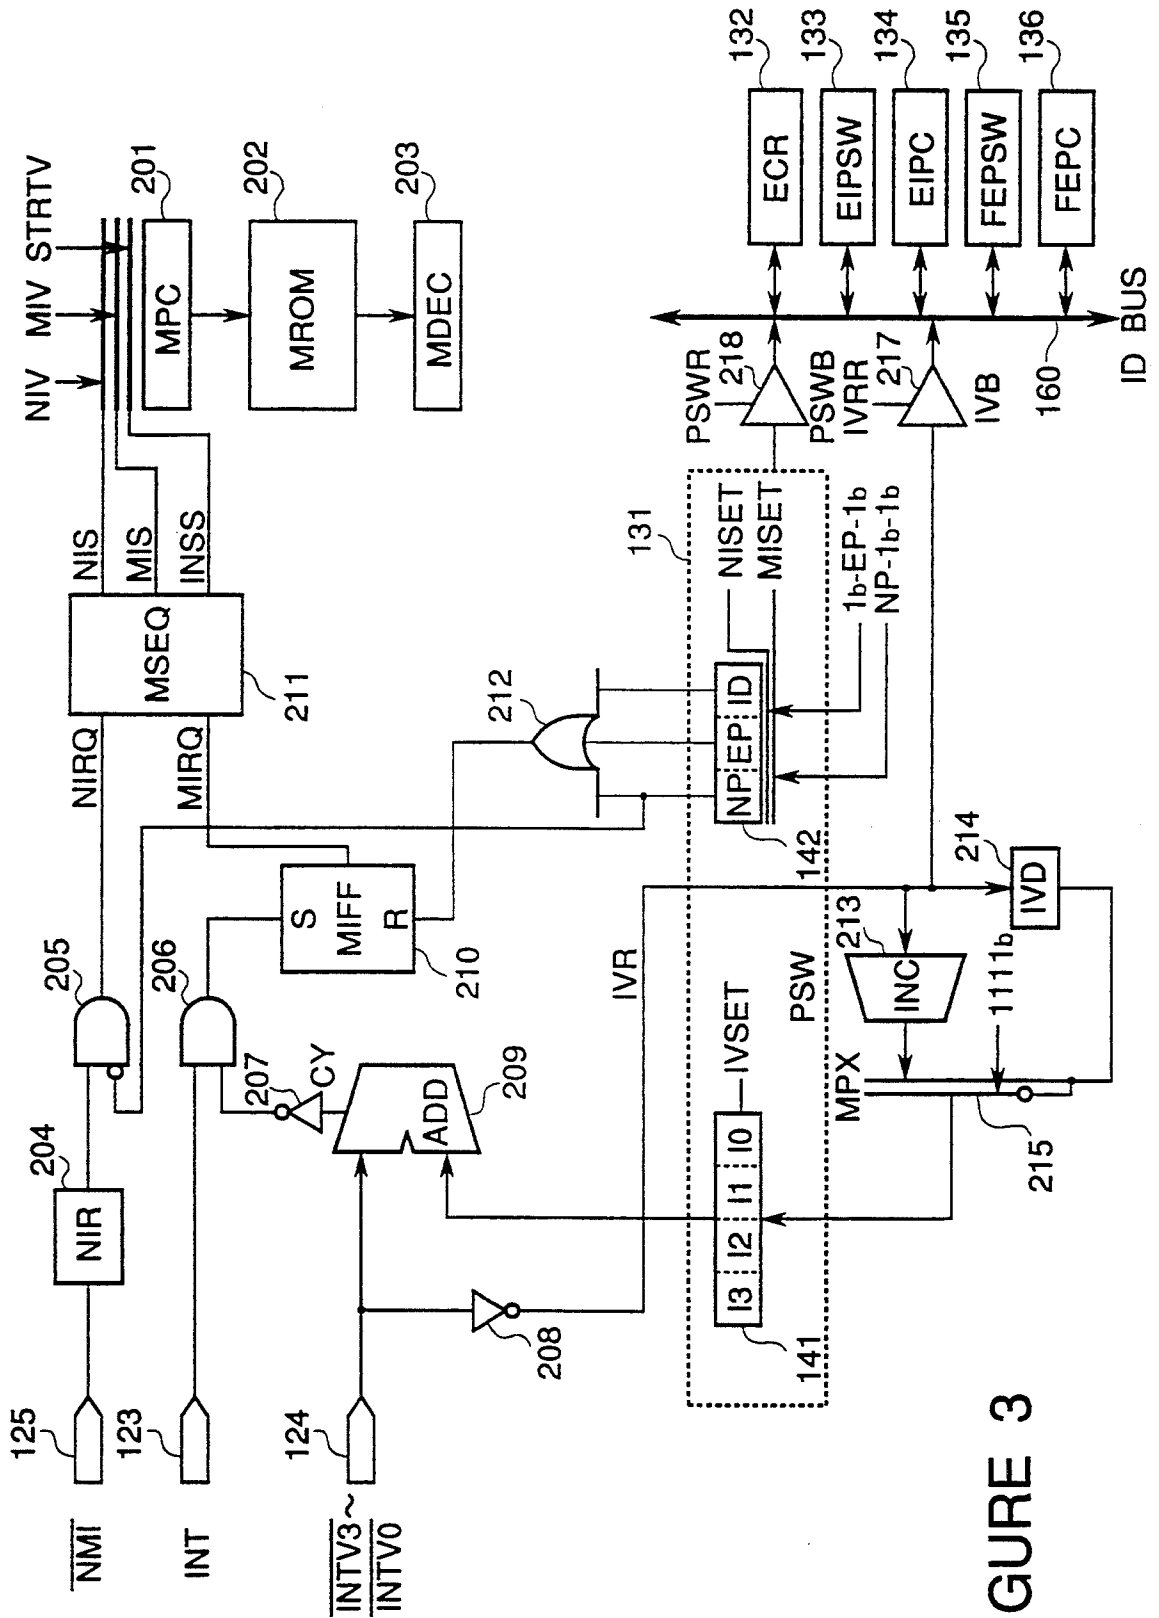 NMI
125
NIR
204
205
NIRQ
MSEQ
211
NIS
MIS
INSS
NIV
MIV
STRTV
MPC
201
MROM
202
MDEC
203
INT
123
206
MIRQ
S
MIFF
R
210
207
CY
ADD
209
212
INTV3~
INTV0
124
208
IVR
131
I3 I2 I1 I0
141
IVSET
PSW
NP EP ID
142
NISET
MISET
1b-EP-1b
NP-1b-1b
PSWR
218
PSWB
IVRR
217
IVB
ECR
132
EIPSW
133
EIPC
134
FEPSW
135
FEPC
136
160
ID BUS
MPX
215
INC
213
1111b
IVD
214
GURE 3